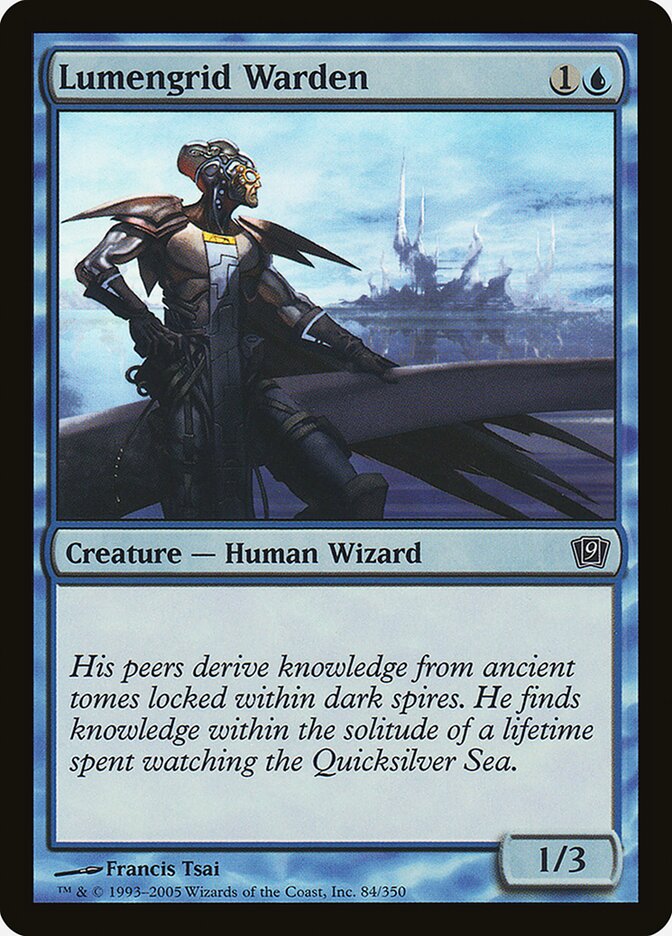 Lumengrid Warden 1
Creature — Human Wizard 9
His peers derive knowledge from ancient
tomes locked within dark spires. He finds
knowledge within the solitude of a lifetime
spent watching the Quicksilver Sea.
1/3
Francis Tsai
™ & © 1993–2005 Wizards of the Coast, Inc. 84/350